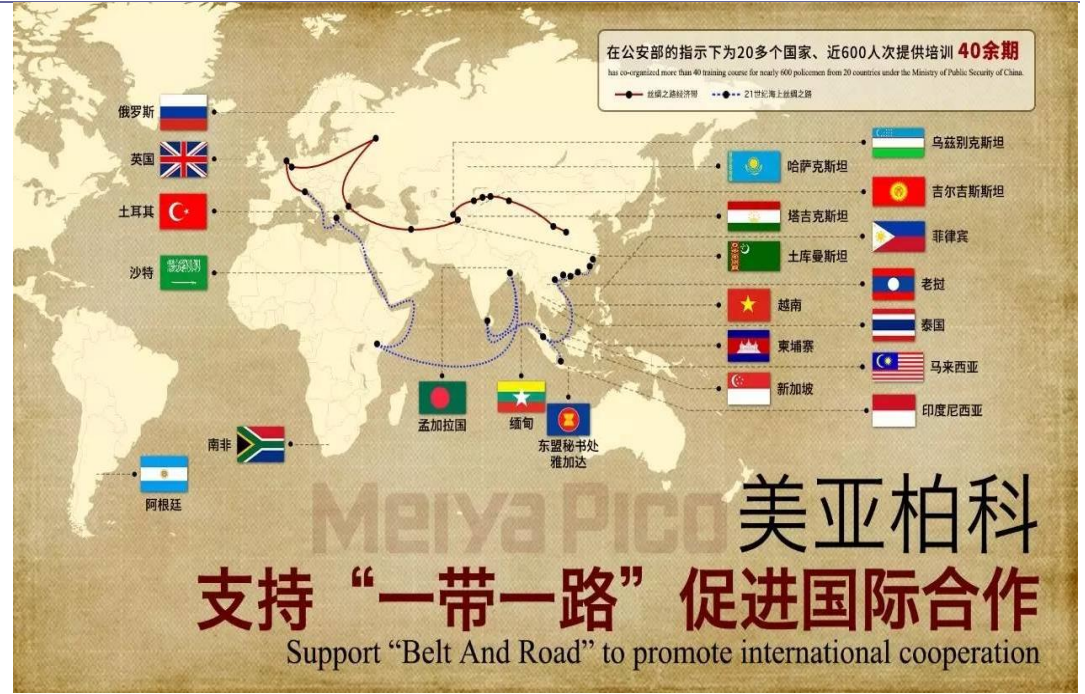 在公安部的指示下为20多个国家、近600人次提供培训 40余期
has co-organized more than 40 training course for nearly 600 policemen from 20 countries under the Ministry of Public Security of China.
丝绸之路经济带
21世纪海上丝绸之路
俄罗斯
英国
土耳其
沙特
乌兹别克斯坦
哈萨克斯坦
吉尔吉斯斯坦
塔吉克斯坦
菲律宾
土库曼斯坦
老挝
越南
泰国
柬埔寨
马来西亚
新加坡
印度尼西亚
孟加拉国
缅甸
东盟秘书处
雅加达
南非
阿根廷
Meiya Pico
美亚柏科
支持“一带一路”促进国际合作
Support “Belt And Road” to promote international cooperation